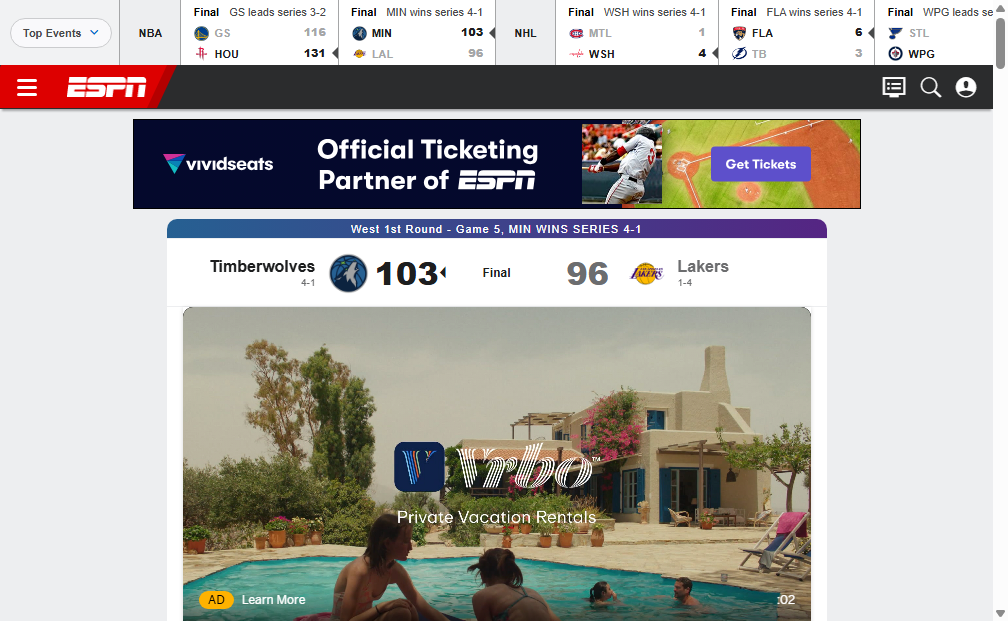 Top Events
NBA
Final GS leads series 3-2
GS 116
HOU 131
Final MIN wins series 4-1
MIN 103
LAL 96
NHL
Final WSH wins series 4-1
MTL 1
WSH 4
Final FLA wins series 4-1
FLA 6
TB 3
Final WPG leads se
STL
WPG
ESPN
vividseats
Official Ticketing
Partner of ESPN
Get Tickets
West 1st Round - Game 5, MIN WINS SERIES 4-1
Timberwolves 103 Final 96 Lakers
4-1 1-4
Vrbo™
Private Vacation Rentals
AD Learn More :02